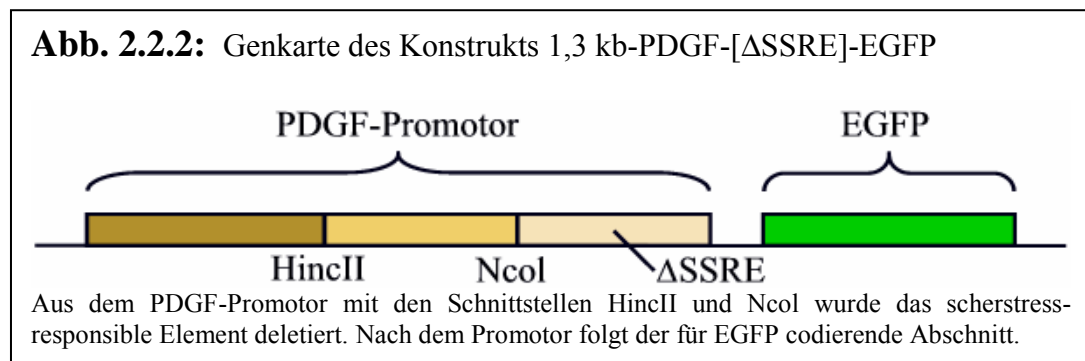 Abb. 2.2.2: Genkarte des Konstrukts 1,3 kb-PDGF-[ΔSSRE]-EGFP
PDGF-Promotor EGFP
HincII Ncol ΔSSRE
Aus dem PDGF-Promotor mit den Schnittstellen HincII und Ncol wurde das scherstress-
responsible Element deletiert. Nach dem Promotor folgt der für EGFP codierende Abschnitt.